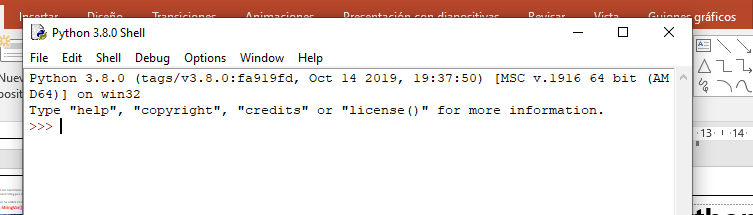 Insertar Diseño Transiciones Animaciones Presentación con diapositivas Revisar Vista Guiones gráficos
Python 3.8.0 Shell
File Edit Shell Debug Options Window Help
Python 3.8.0 (tags/v3.8.0:fa919fd, Oct 14 2019, 19:37:50) [MSC v.1916 64 bit (AM
D64)] on win32
Type "help", "copyright", "credits" or "license()" for more information.
>>>
13 14